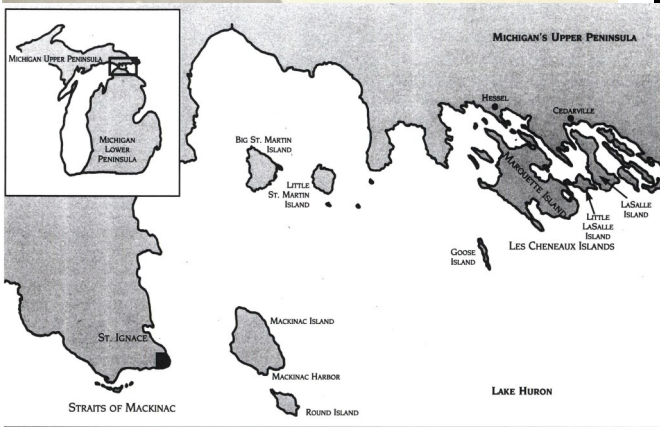 MICHIGAN UPPER PENINSULA
MICHIGAN
LOWER
PENINSULA
MICHIGAN'S UPPER PENINSULA
HESSEL
CEDARVILLE
BIG ST. MARTIN
ISLAND
LITTLE
ST. MARTIN
ISLAND
MARQUETTE ISLAND
LASALLE
ISLAND
LITTLE
LASALLE
ISLAND
LES CHENEAUX ISLANDS
GOOSE
ISLAND
MACKINAC ISLAND
ST. IGNACE
MACKINAC HARBOR
LAKE HURON
STRAITS OF MACKINAC
ROUND ISLAND